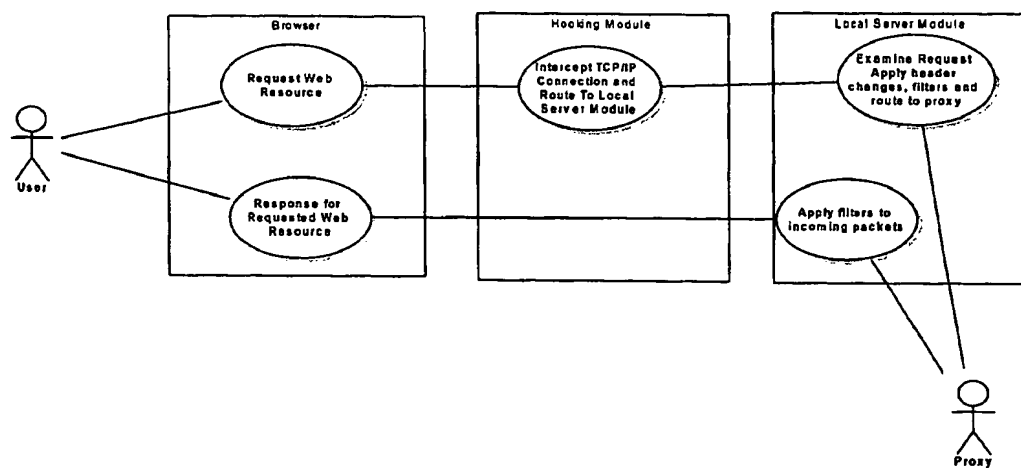 Browser
Hooking Module
Local Server Module
Request Web
Resource
Intercept TCP/IP
Connection and
Route To Local
Server Module
Examine Request
Apply header
changes, filters and
route to proxy
User
Response for
Requested Web
Resource
Apply filters to
incoming packets
Proxy